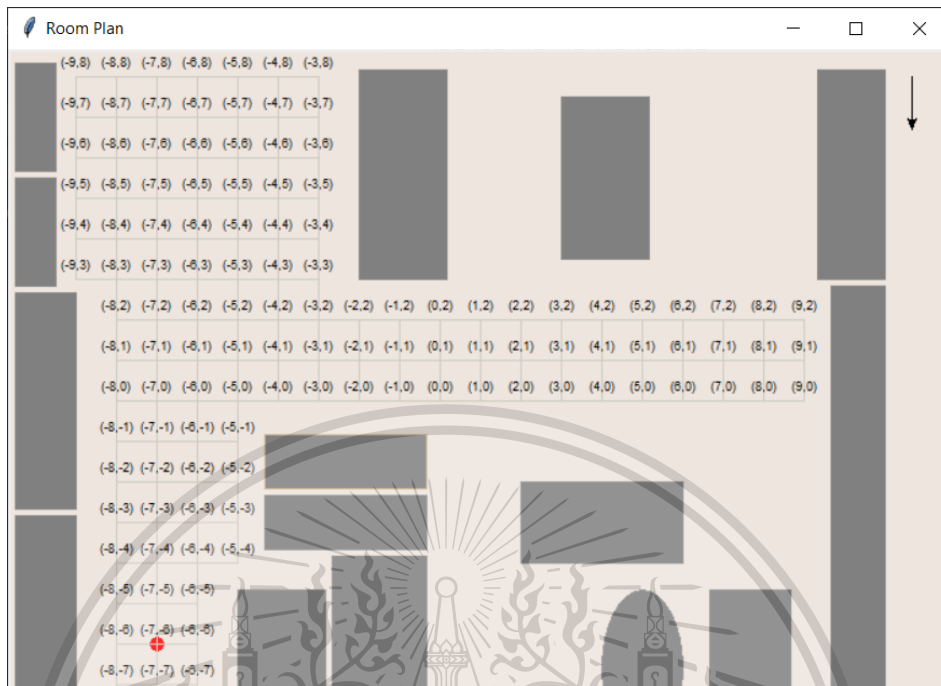 Room Plan
(-9,8) (-8,8) (-7,8) (-6,8) (-5,8) (-4,8) (-3,8)
(-9,7) (-8,7) (-7,7) (-6,7) (-5,7) (-4,7) (-3,7)
(-9,6) (-8,6) (-7,6) (-6,6) (-5,6) (-4,6) (-3,6)
(-9,5) (-8,5) (-7,5) (-6,5) (-5,5) (-4,5) (-3,5)
(-9,4) (-8,4) (-7,4) (-6,4) (-5,4) (-4,4) (-3,4)
(-9,3) (-8,3) (-7,3) (-6,3) (-5,3) (-4,3) (-3,3)
(-8,2) (-7,2) (-6,2) (-5,2) (-4,2) (-3,2) (-2,2) (-1,2) (0,2) (1,2) (2,2) (3,2) (4,2) (5,2) (6,2) (7,2) (8,2) (9,2)
(-8,1) (-7,1) (-6,1) (-5,1) (-4,1) (-3,1) (-2,1) (-1,1) (0,1) (1,1) (2,1) (3,1) (4,1) (5,1) (6,1) (7,1) (8,1) (9,1)
(-8,0) (-7,0) (-6,0) (-5,0) (-4,0) (-3,0) (-2,0) (-1,0) (0,0) (1,0) (2,0) (3,0) (4,0) (5,0) (6,0) (7,0) (8,0) (9,0)
(-8,-1) (-7,-1) (-6,-1) (-5,-1)
(-8,-2) (-7,-2) (-6,-2) (-5,-2)
(-8,-3) (-7,-3) (-6,-3) (-5,-3)
(-8,-4) (-7,-4) (-6,-4) (-5,-4)
(-8,-5) (-7,-5) (-6,-5)
(-8,-6) (-7,-6) (-6,-6)
(-8,-7) (-7,-7) (-6,-7)